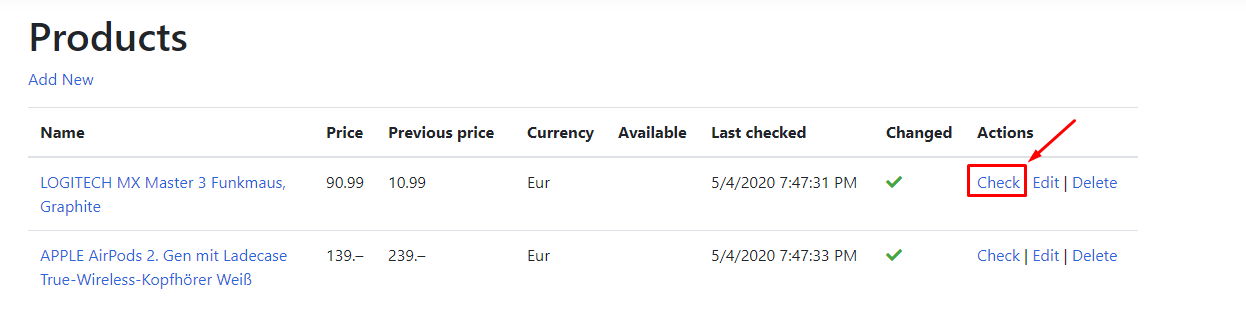 Products
Add New
Name Price Previous price Currency Available Last checked Changed Actions
LOGITECH MX Master 3 Funkmaus, 90.99 10.99 Eur 5/4/2020 7:47:31 PM Check Edit | Delete
Graphite
APPLE AirPods 2. Gen mit Ladecase 139.– 239.– Eur 5/4/2020 7:47:33 PM Check | Edit | Delete
True-Wireless-Kopfhörer Weiß